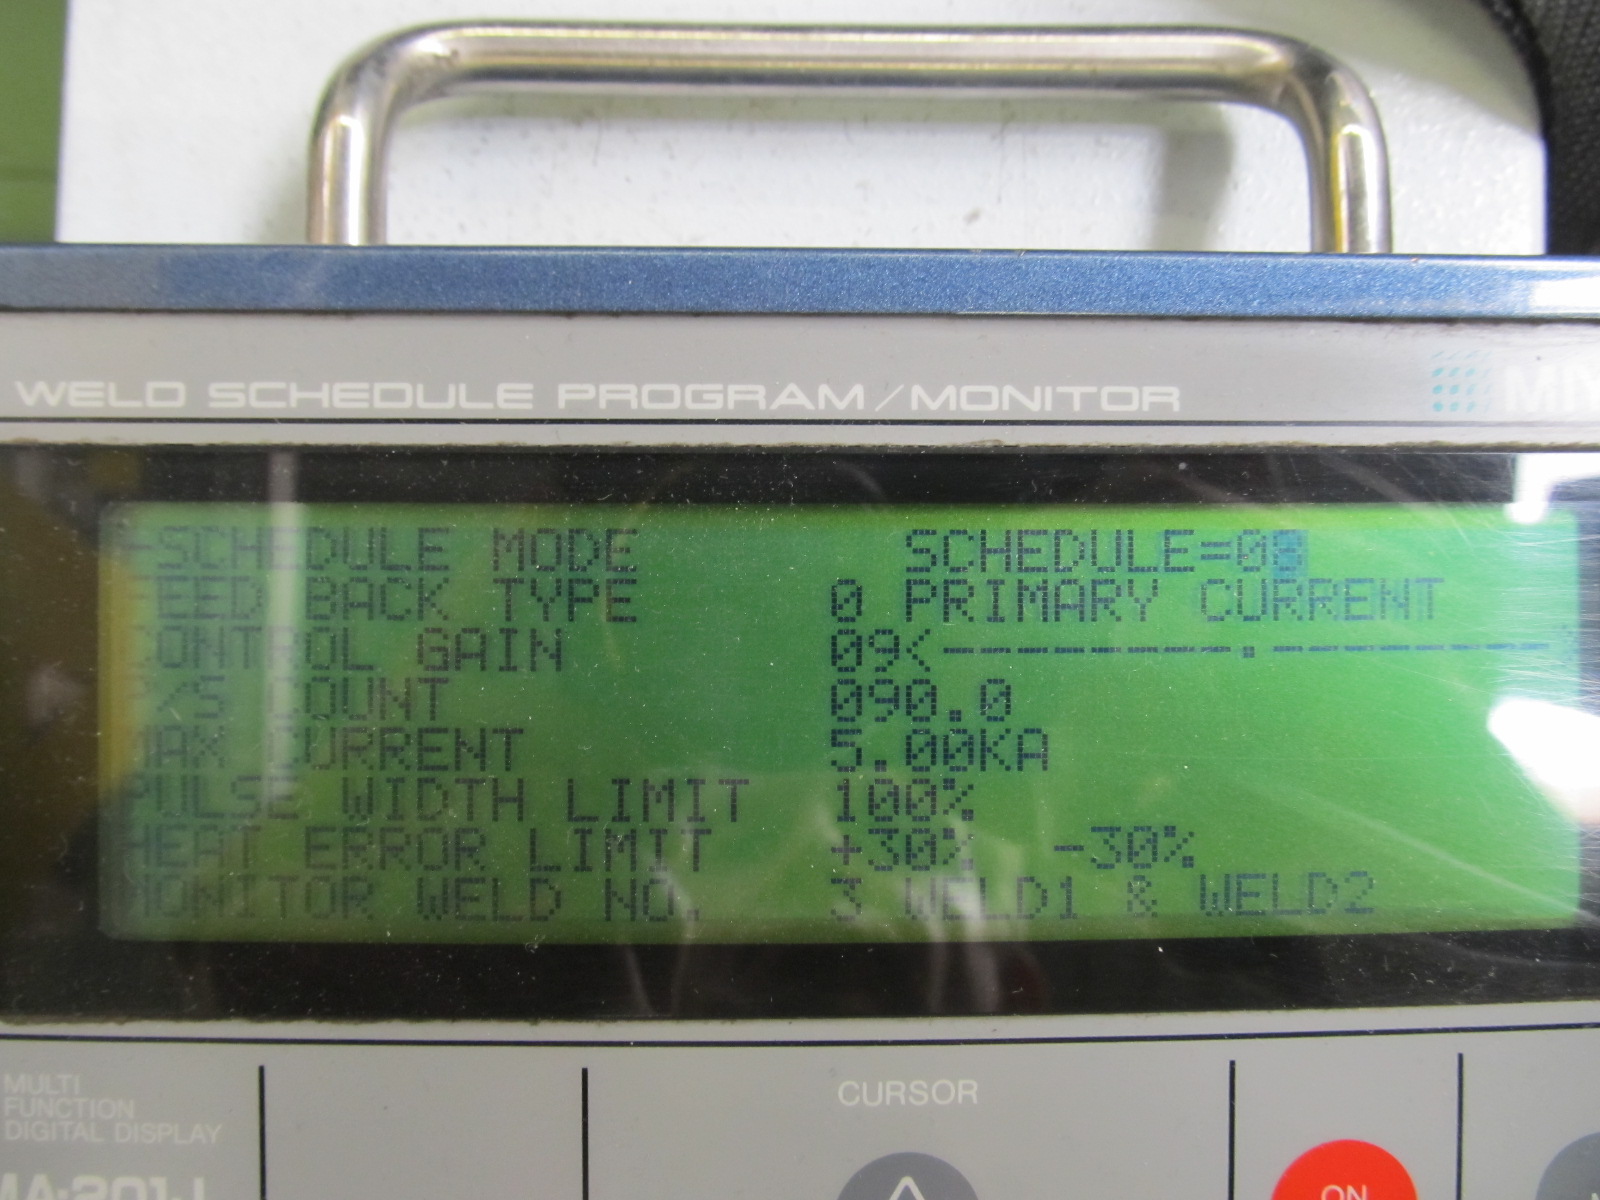 WELD SCHEDULE PROGRAM/MONITOR
SCHEDULE MODE SCHEDULE=0
FEED BACK TYPE 0 PRIMARY CURRENT
CONTROL GAIN 09<---------.---------
P/S COUNT 090.0
MAX CURRENT 5.00KA
PULSE WIDTH LIMIT 100%
HEAT ERROR LIMIT +30% -30%
MONITOR WELD NO. 3 WELD1 & WELD2
MULTI
FUNCTION
DIGITAL DISPLAY
CURSOR
ON